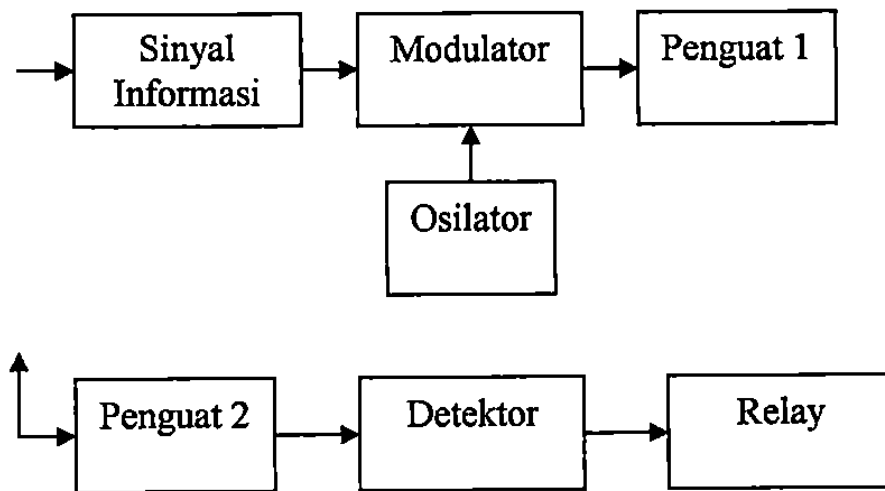 Sinyal
Informasi
Modulator
Penguat 1
Osilator
Penguat 2
Detektor
Relay